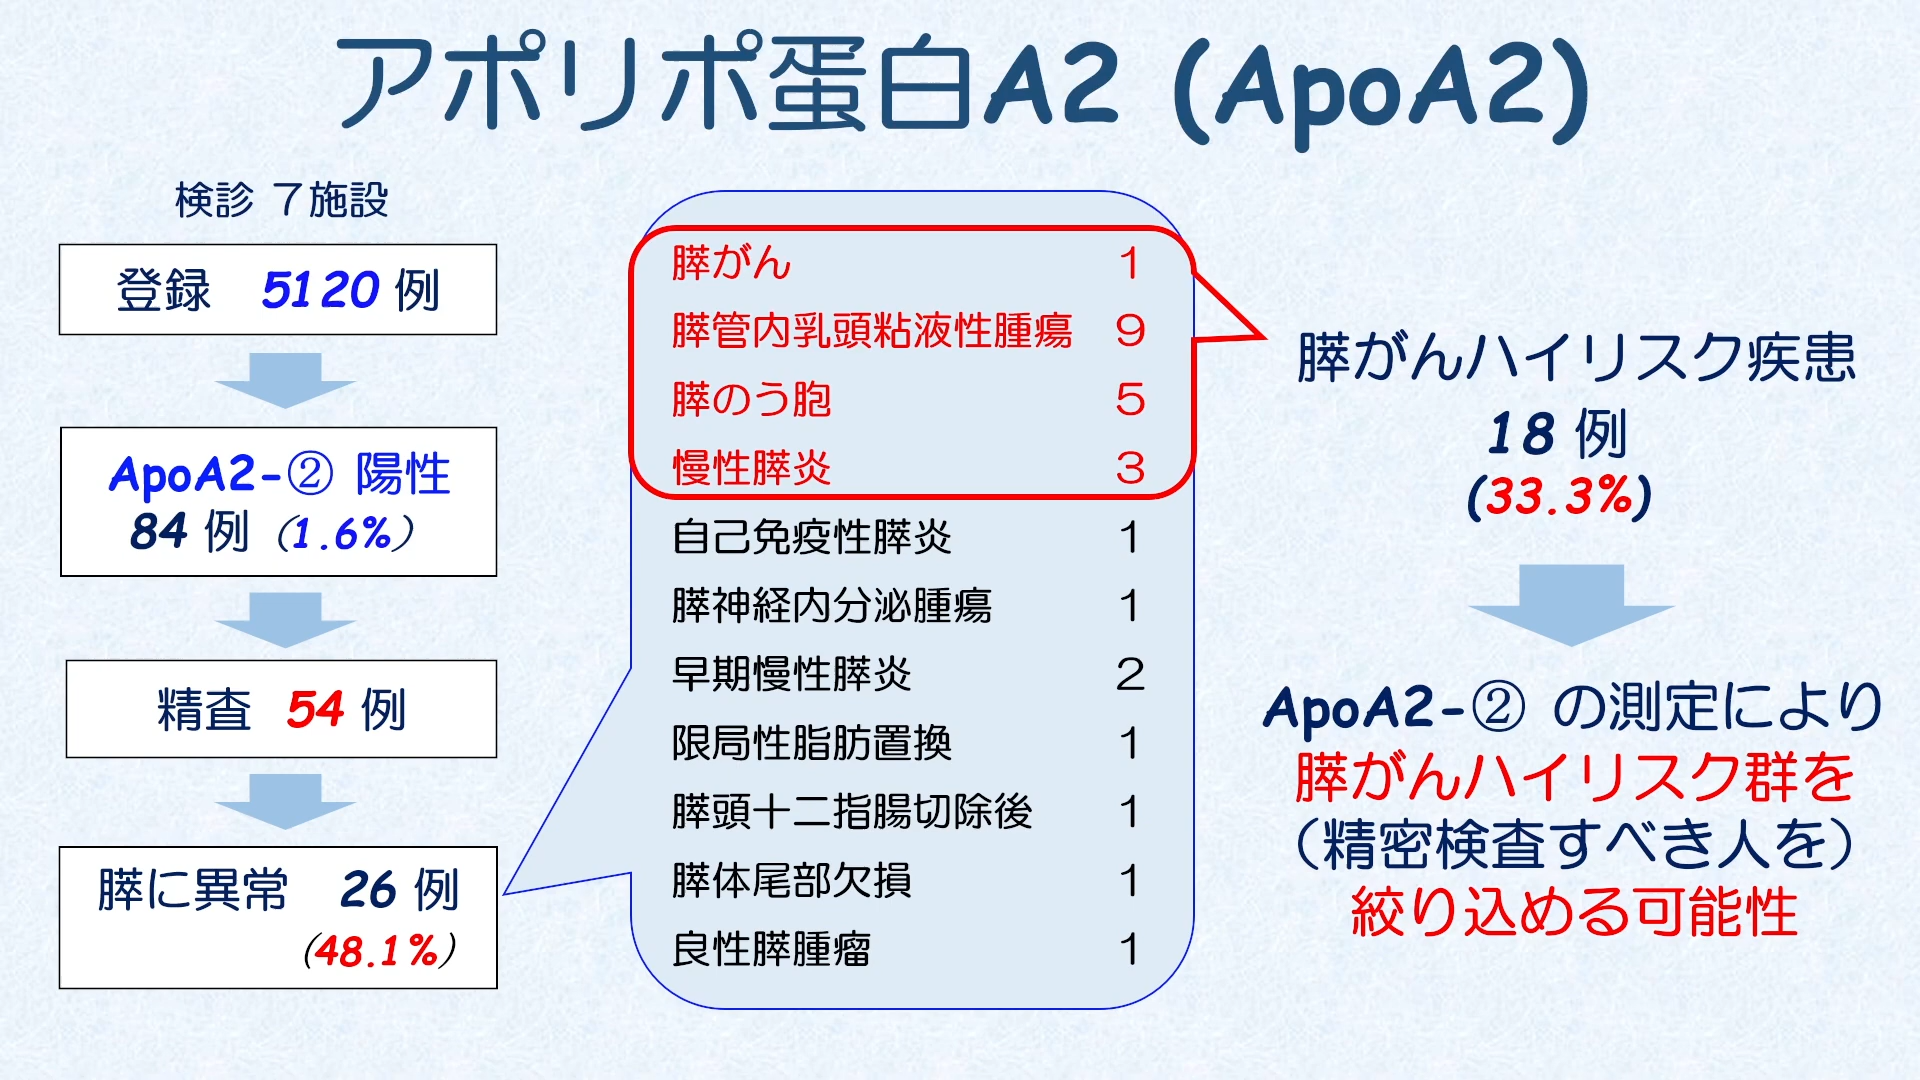 アポリポ蛋白A2 (ApoA2)
検診 7施設
登録 5120 例
ApoA2-② 陽性
84 例 (1.6%)
精査 54 例
膵に異常 26 例
(48.1%)
膵がん 1
膵管内乳頭粘液性腫瘍 9
膵のう胞 5
慢性膵炎 3
自己免疫性膵炎 1
膵神経内分泌腫瘍 1
早期慢性膵炎 2
限局性脂肪置換 1
膵頭十二指腸切除後 1
膵体尾部欠損 1
良性膵腫瘤 1
膵がんハイリスク疾患
18 例
(33.3%)
ApoA2-② の測定により
膵がんハイリスク群を
（精密検査すべき人を）
絞り込める可能性